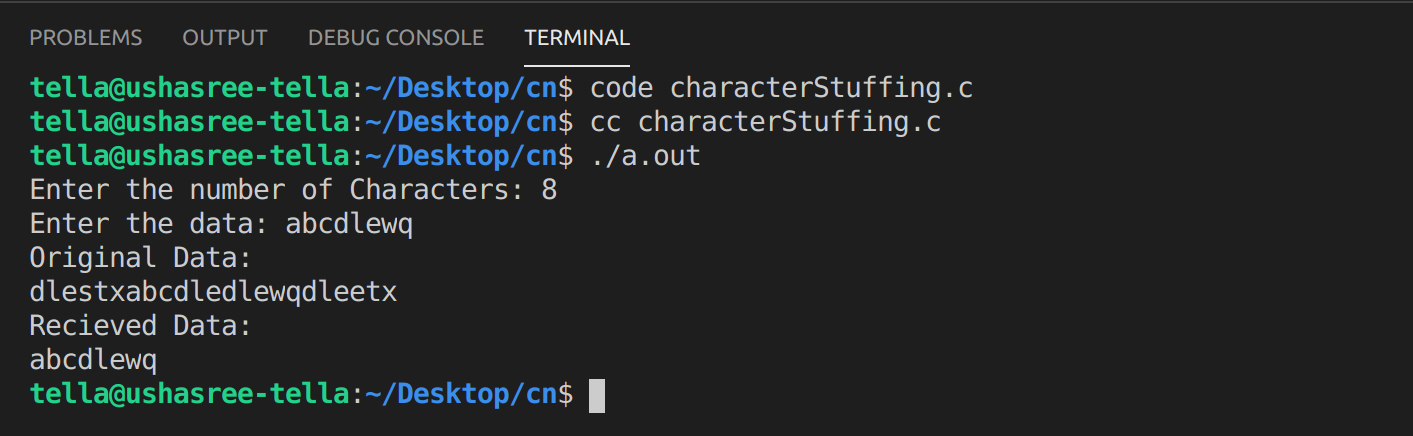 PROBLEMS OUTPUT DEBUG CONSOLE TERMINAL
tella@ushasree-tella:~/Desktop/cn$ code characterStuffing.c
tella@ushasree-tella:~/Desktop/cn$ cc characterStuffing.c
tella@ushasree-tella:~/Desktop/cn$ ./a.out
Enter the number of Characters: 8
Enter the data: abcdlewq
Original Data:
dlestxabcdledlewqdleetx
Recieved Data:
abcdlewq
tella@ushasree-tella:~/Desktop/cn$